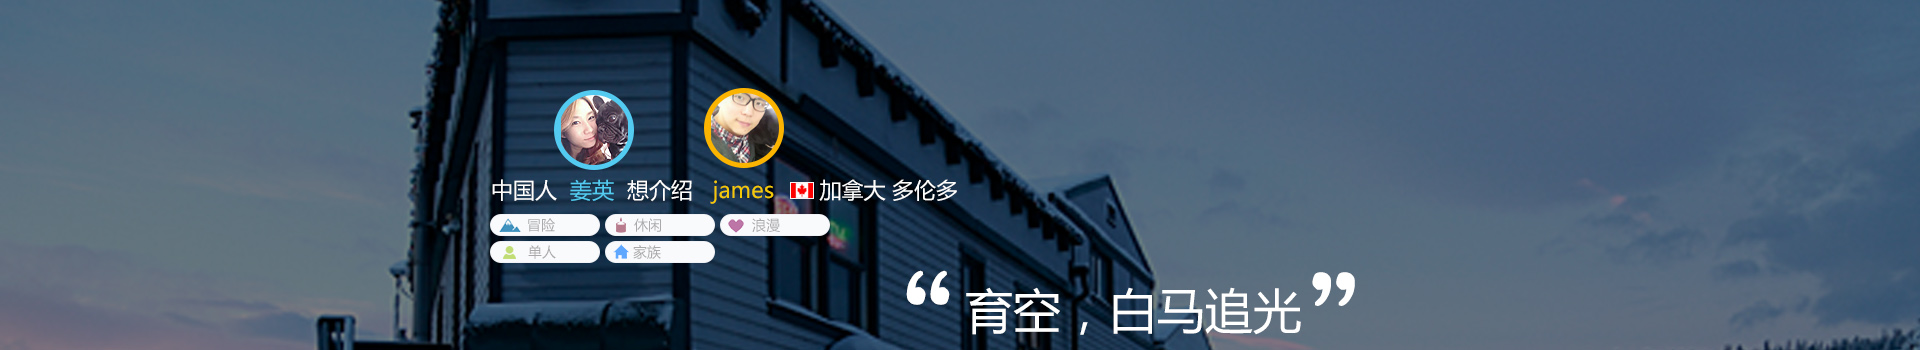 中国人 姜英 想介绍 james 加拿大 多伦多
冒险 休闲 浪漫
单人 家族
“育空，白马追光”